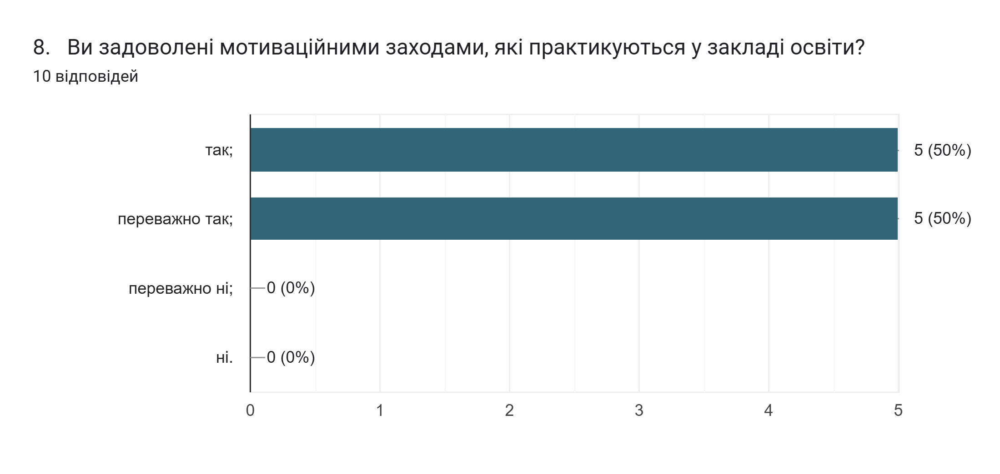 8. Ви задоволені мотиваційними заходами, які практикуються у закладі освіти?
10 відповідей
так;
5 (50%)
переважно так;
5 (50%)
переважно ні;
0 (0%)
ні.
0 (0%)
0 1 2 3 4 5